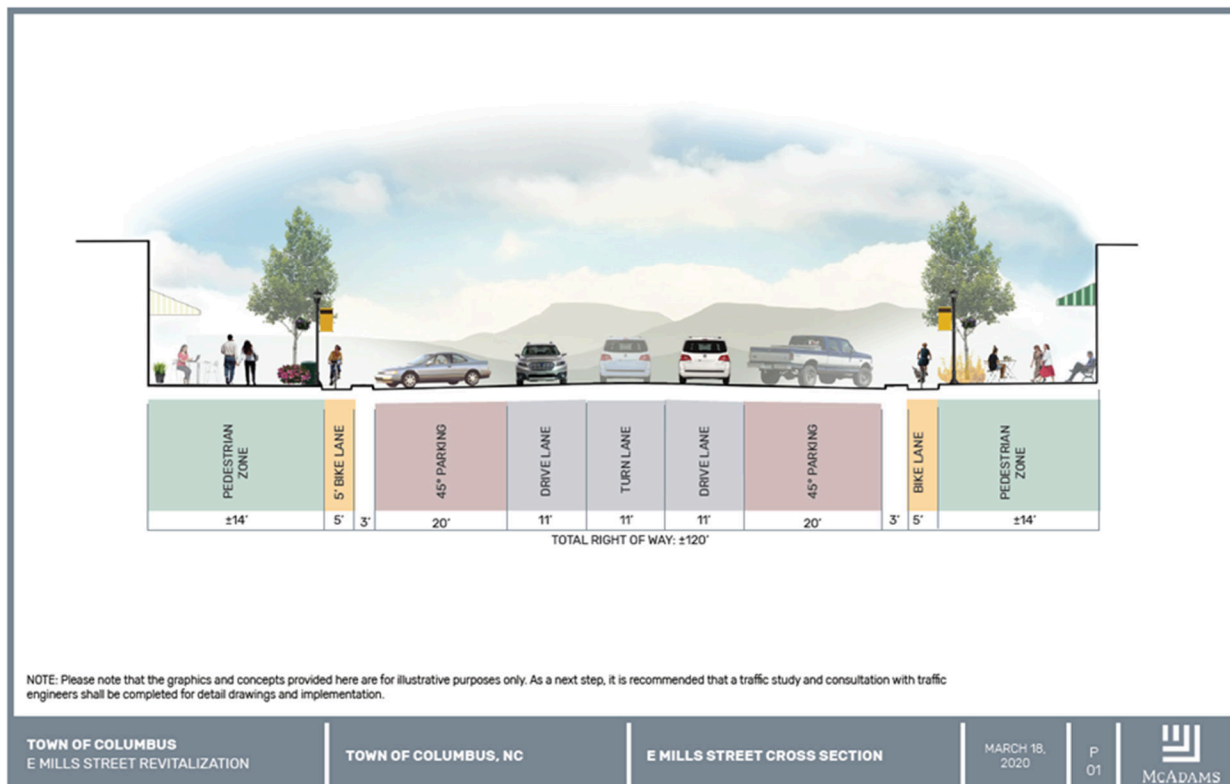 PEDESTRIAN
ZONE
5' BIKE LANE
45° PARKING
DRIVE LANE
TURN LANE
DRIVE LANE
45° PARKING
BIKE LANE
PEDESTRIAN
ZONE
±14'
5'
3'
20'
11'
11'
11'
20'
3'
5'
±14'
TOTAL RIGHT OF WAY: ±120'
NOTE: Please note that the graphics and concepts provided here are for illustrative purposes only. As a next step, it is recommended that a traffic study and consultation with traffic
engineers shall be completed for detail drawings and implementation.
TOWN OF COLUMBUS
E MILLS STREET REVITALIZATION
TOWN OF COLUMBUS, NC
E MILLS STREET CROSS SECTION
MARCH 18,
2020
P
01
MCADAMS